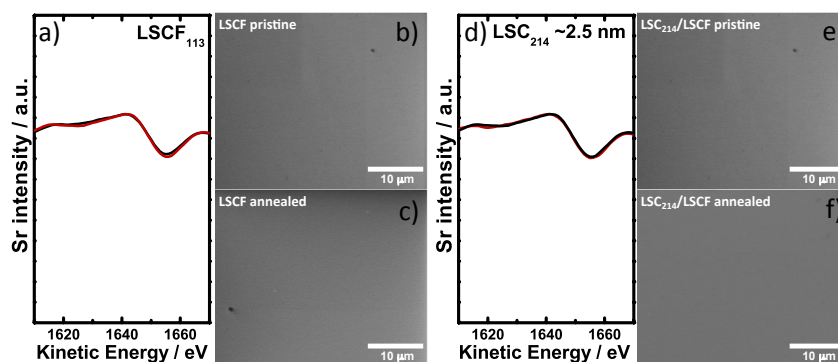 a) LSCF113
Sr intensity / a.u.
1620 1640 1660
Kinetic Energy / eV
LSCF pristine b)
10 µm
LSCF annealed
c)
10 µm
d) LSC214 ~2.5 nm
Sr intensity / a.u.
1620 1640 1660
Kinetic Energy / eV
LSC214/LSCF pristine
e)
10 µm
LSC214/LSCF annealed
f)
10 µm